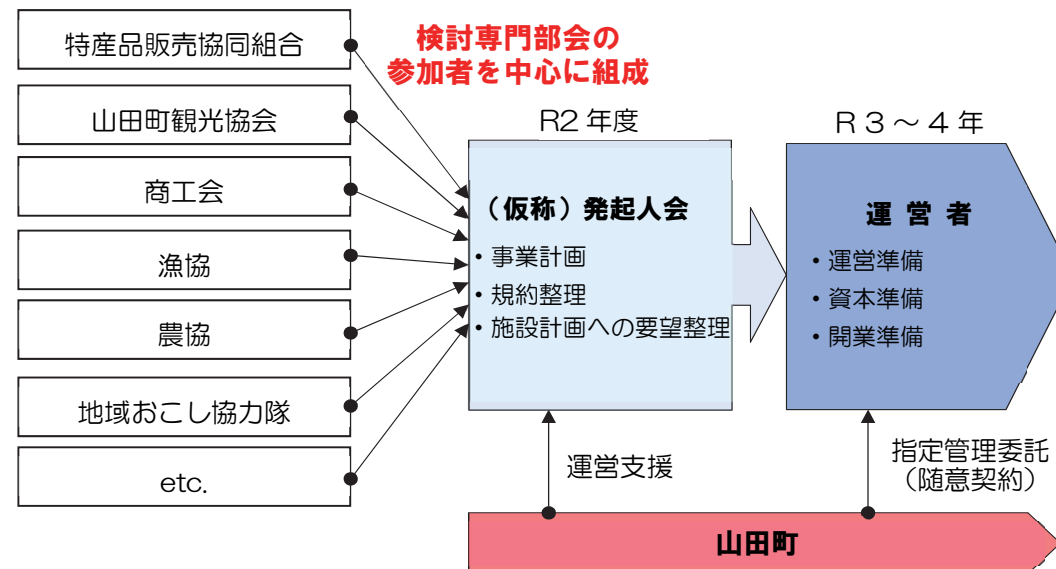 特産品販売協同組合
山田町観光協会
商工会
漁協
農協
地域おこし協力隊
etc.
検討専門部会の
参加者を中心に組成
R2 年度
（仮称）発起人会
・事業計画
・規約整理
・施設計画への要望整理
R 3 ～ 4 年
運 営 者
・運営準備
・資本準備
・開業準備
運営支援
指定管理委託
（随意契約）
山田町